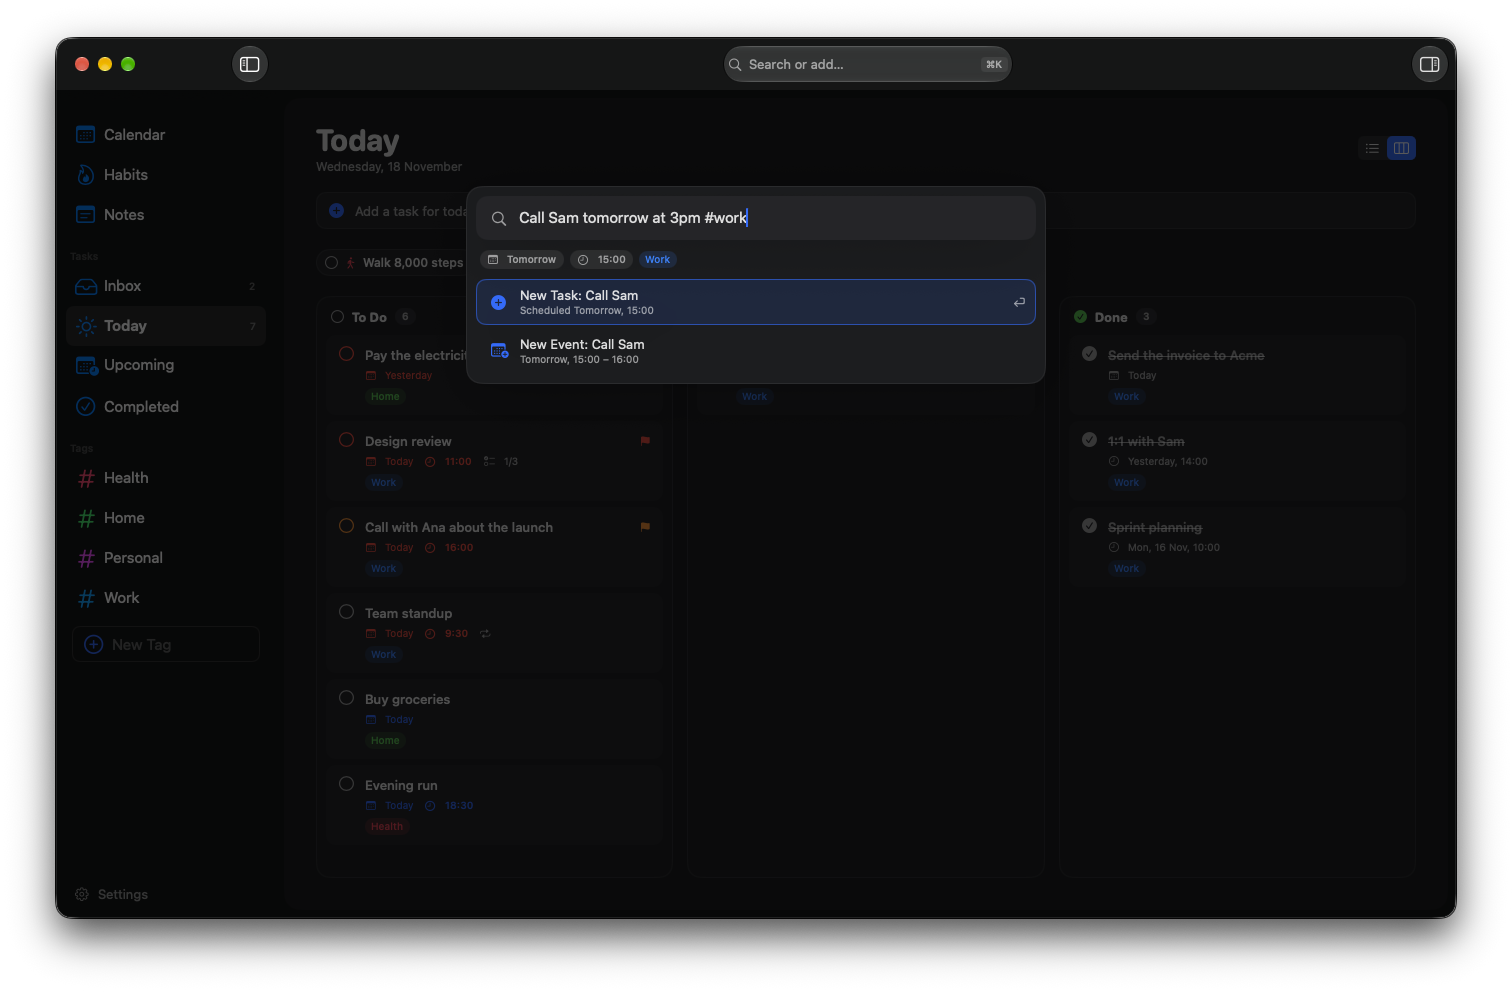 Search or add... ⌘K
Calendar
Habits
Notes
Tasks
Inbox 2
Today 7
Upcoming
Completed
Tags
Health
Home
Personal
Work
New Tag
Settings
Today
Wednesday, 18 November
Add a task for toda
Walk 8,000 steps
Call Sam tomorrow at 3pm #work
Tomorrow 15:00 Work
New Task: Call Sam
Scheduled Tomorrow, 15:00
New Event: Call Sam
Tomorrow, 15:00 – 16:00
To Do 6
Pay the electricit
Yesterday
Home
Design review
Today 11:00 1/3
Work
Call with Ana about the launch
Today 16:00
Work
Team standup
Today 9:30
Work
Buy groceries
Today
Home
Evening run
Today 18:30
Health
Work
Done 3
Send the invoice to Acme
Today
Work
1:1 with Sam
Yesterday, 14:00
Work
Sprint planning
Mon, 16 Nov, 10:00
Work